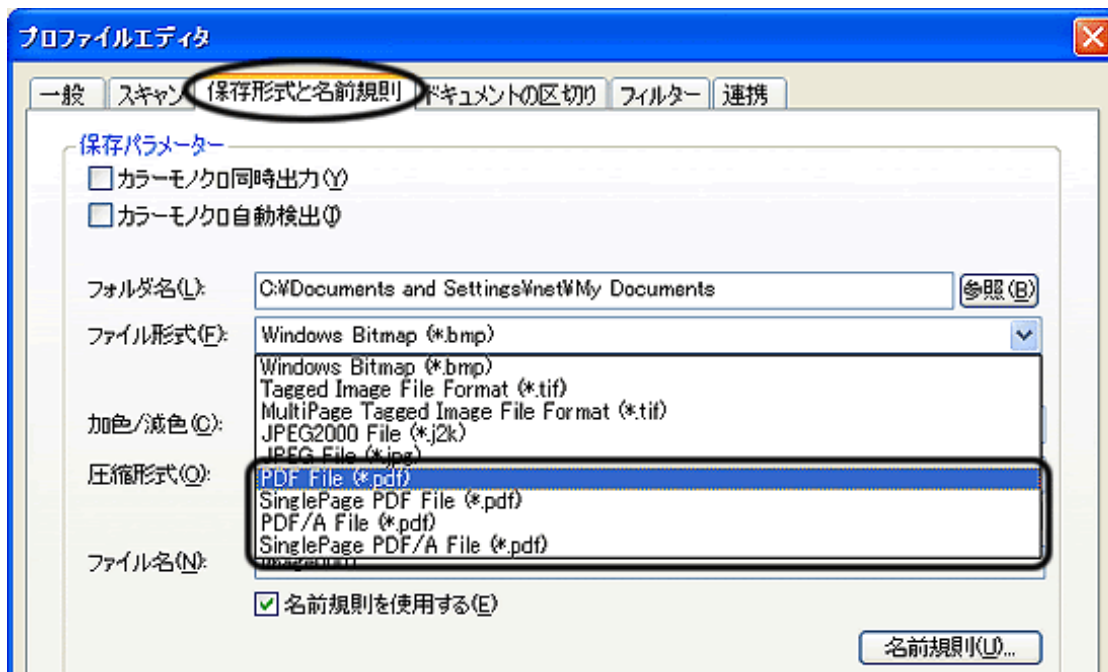 プロファイルエディタ
一般 スキャン 保存形式と名前規則 ドキュメントの区切り フィルター 連携
保存パラメーター
カラーモノクロ同時出力(Y)
カラーモノクロ自動検出(I)
フォルダ名(L): C:¥Documents and Settings¥net¥My Documents 参照(B)
ファイル形式(F): Windows Bitmap (*.bmp)
Windows Bitmap (*.bmp)
Tagged Image File Format (*.tif)
MultiPage Tagged Image File Format (*.tif)
加色/減色(C):
JPEG2000 File (*.j2k)
JPEG File (*.jpg)
圧縮形式(O):
PDF File (*.pdf)
SinglePage PDF File (*.pdf)
PDF/A File (*.pdf)
SinglePage PDF/A File (*.pdf)
ファイル名(N):
名前規則を使用する(E)
名前規則(U)...